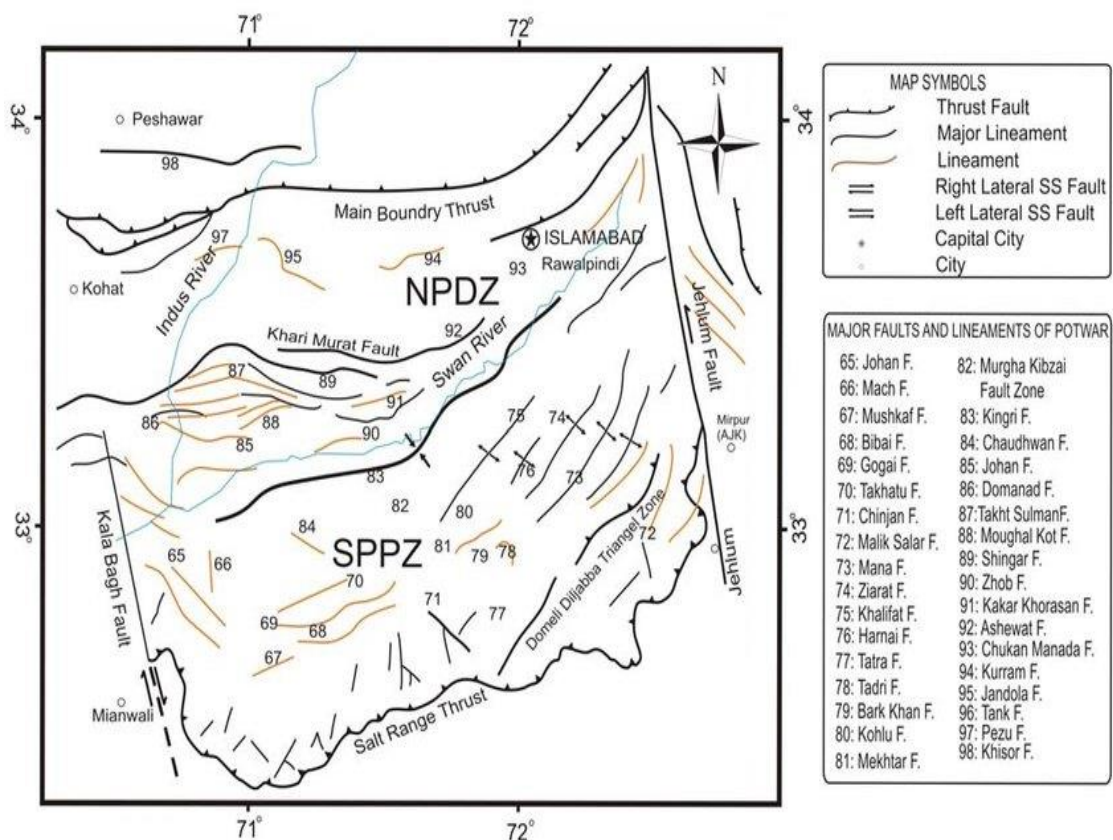 71°
72°
34°
34°
33°
33°
71°
72°
N
Peshawar
98
Main Boundry Thrust
ISLAMABAD
Rawalpindi
97
95
94
93
Kohat
Indus River
NPDZ
Khari Murat Fault
92
Swan River
Jehlum Fault
87
89
91
86
88
90
85
75
74
76
73
Mirpur
(AJK)
83
82
80
84
81
79
78
72
SPPZ
65
66
70
69
68
67
71
77
Kala Bagh Fault
Domeli Diljabba Triangel Zone
Jehlum
Mianwali
Salt Range Thrust
MAP SYMBOLS
Thrust Fault
Major Lineament
Lineament
Right Lateral SS Fault
Left Lateral SS Fault
Capital City
City
MAJOR FAULTS AND LINEAMENTS OF POTWAR
65: Johan F.
66: Mach F.
67: Mushkaf F.
68: Bibai F.
69: Gogai F.
70: Takhatu F.
71: Chinjan F.
72: Malik Salar F.
73: Mana F.
74: Ziarat F.
75: Khalifat F.
76: Harnai F.
77: Tatra F.
78: Tadri F.
79: Bark Khan F.
80: Kohlu F.
81: Mekhtar F.
82: Murgha Kibzai
Fault Zone
83: Kingri F.
84: Chaudhwan F.
85: Johan F.
86: Domanad F.
87: Takht SulmanF.
88: Moughal Kot F.
89: Shingar F.
90: Zhob F.
91: Kakar Khorasan F.
92: Ashewat F.
93: Chukan Manada F.
94: Kurram F.
95: Jandola F.
96: Tank F.
97: Pezu F.
98: Khisor F.